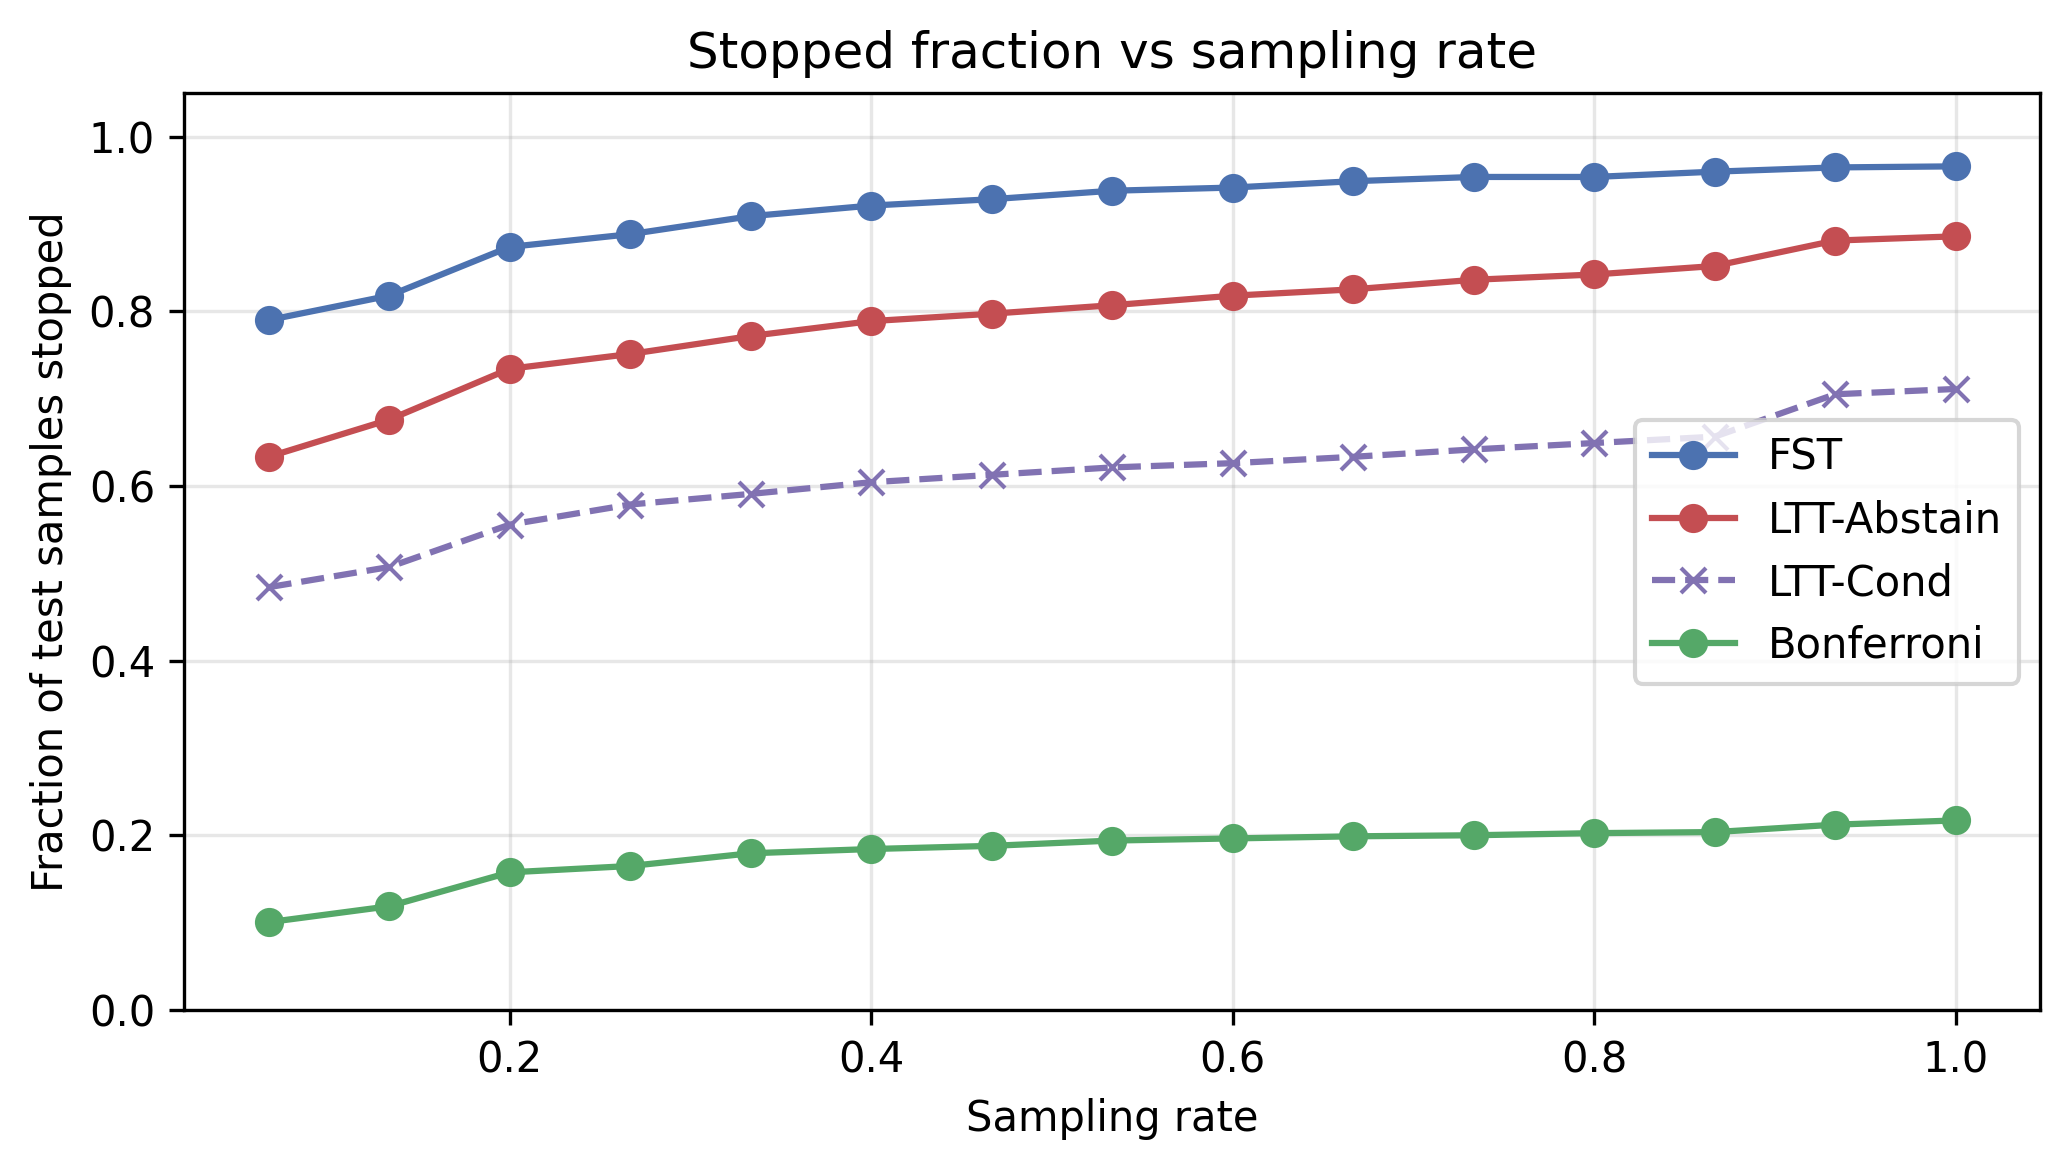 Stopped fraction vs sampling rate
Fraction of test samples stopped
1.0
0.8
0.6
0.4
0.2
0.0
FST
LTT-Abstain
LTT-Cond
Bonferroni
0.2 0.4 0.6 0.8 1.0
Sampling rate